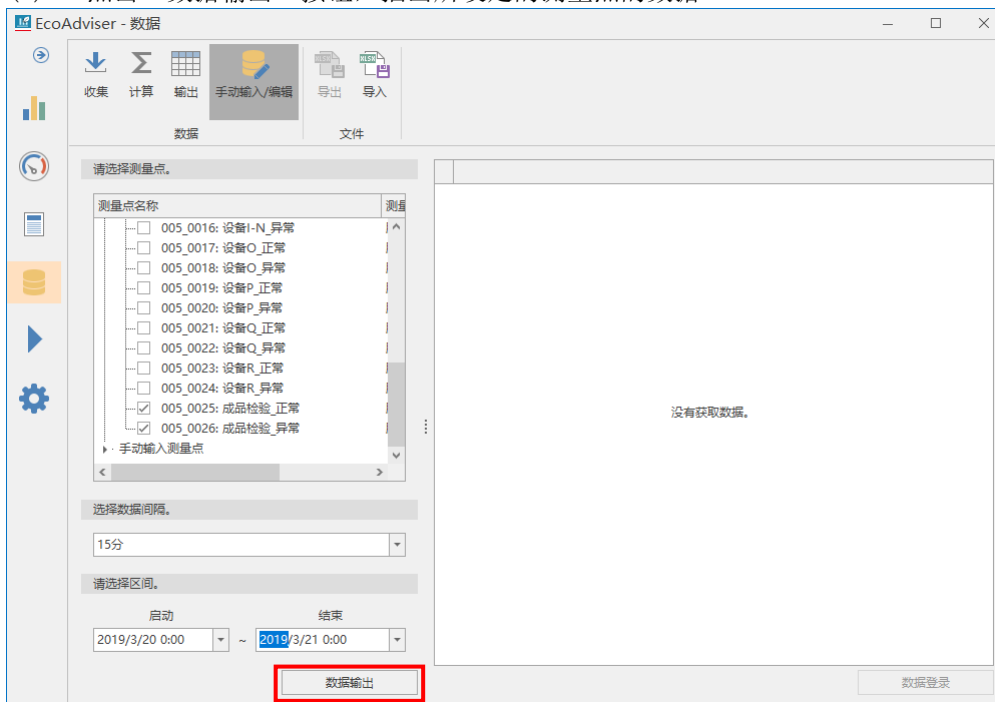 EcoAdviser - 数据
收集 计算 输出 手动输入/编辑 导出 导入
数据 文件
请选择测量点。
测量点名称
005_0016: 设备I-N_异常
005_0017: 设备O_正常
005_0018: 设备O_异常
005_0019: 设备P_正常
005_0020: 设备P_异常
005_0021: 设备Q_正常
005_0022: 设备Q_异常
005_0023: 设备R_正常
005_0024: 设备R_异常
005_0025: 成品检验_正常
005_0026: 成品检验_异常
手动输入测量点
没有获取数据。
选择数据间隔。
15分
请选择区间。
启动 结束
2019/3/20 0:00 ~ 2019/3/21 0:00
数据输出 数据登录